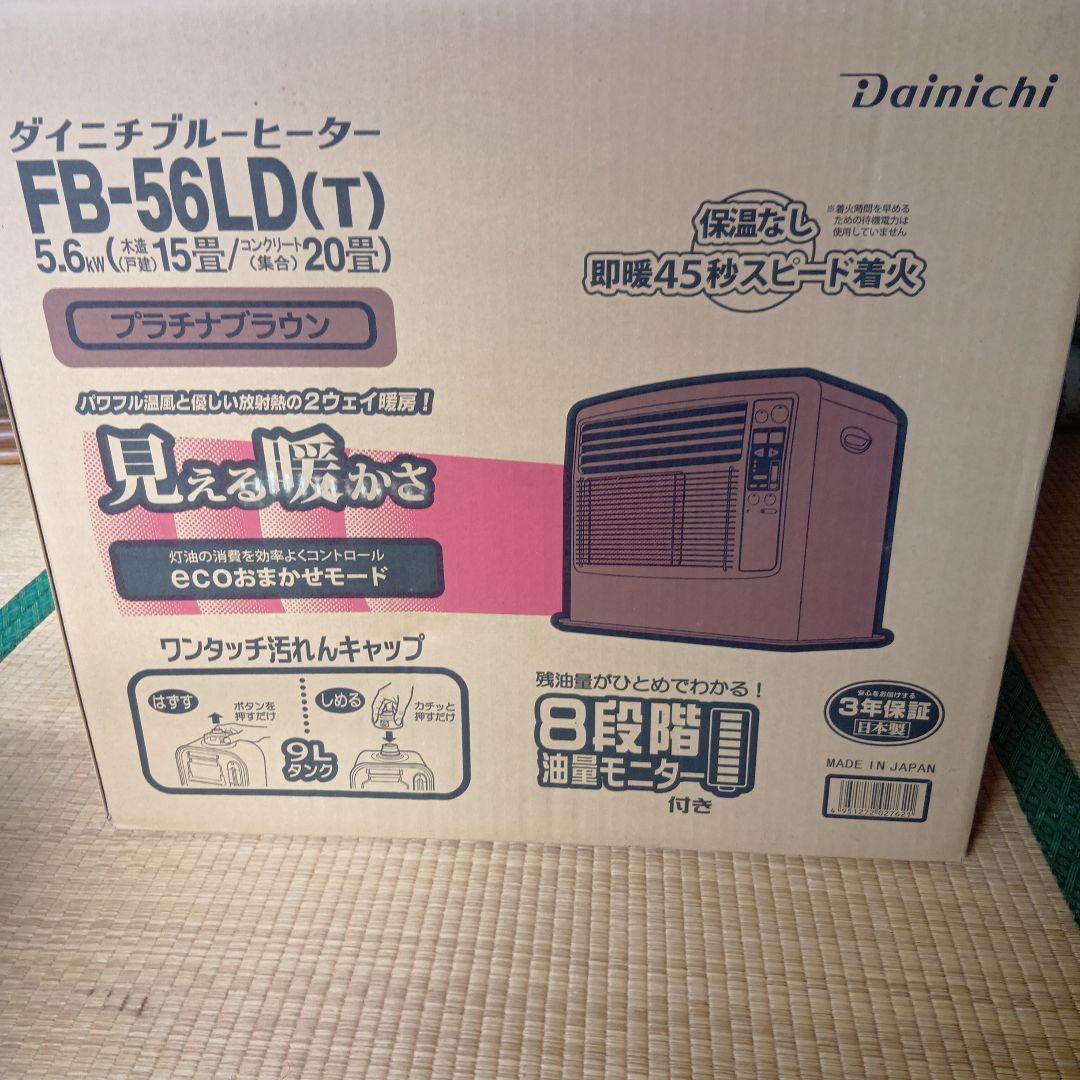 Dainichi
ダイニチブルーヒーター
FB-56LD(T)
5.6kW(木造(戸建)15畳/コンクリート(集合)20畳)
プラチナブラウン
保温なし
※着火時間を早める
ための待機電力は
使用していません
即暖45秒スピード着火
パワフル温風と優しい放射熱の2ウェイ暖房!
見える暖かさ
灯油の消費を効率よくコントロール
ecoおまかせモード
ワンタッチ汚れんキャップ
はずす
ボタンを
押すだけ
しめる
カチッと
押すだけ
9L
タンク
残油量がひとめでわかる!
8段階
油量モニター
付き
安心をお届けする
3年保証
日本製
MADE IN JAPAN
4951272027621